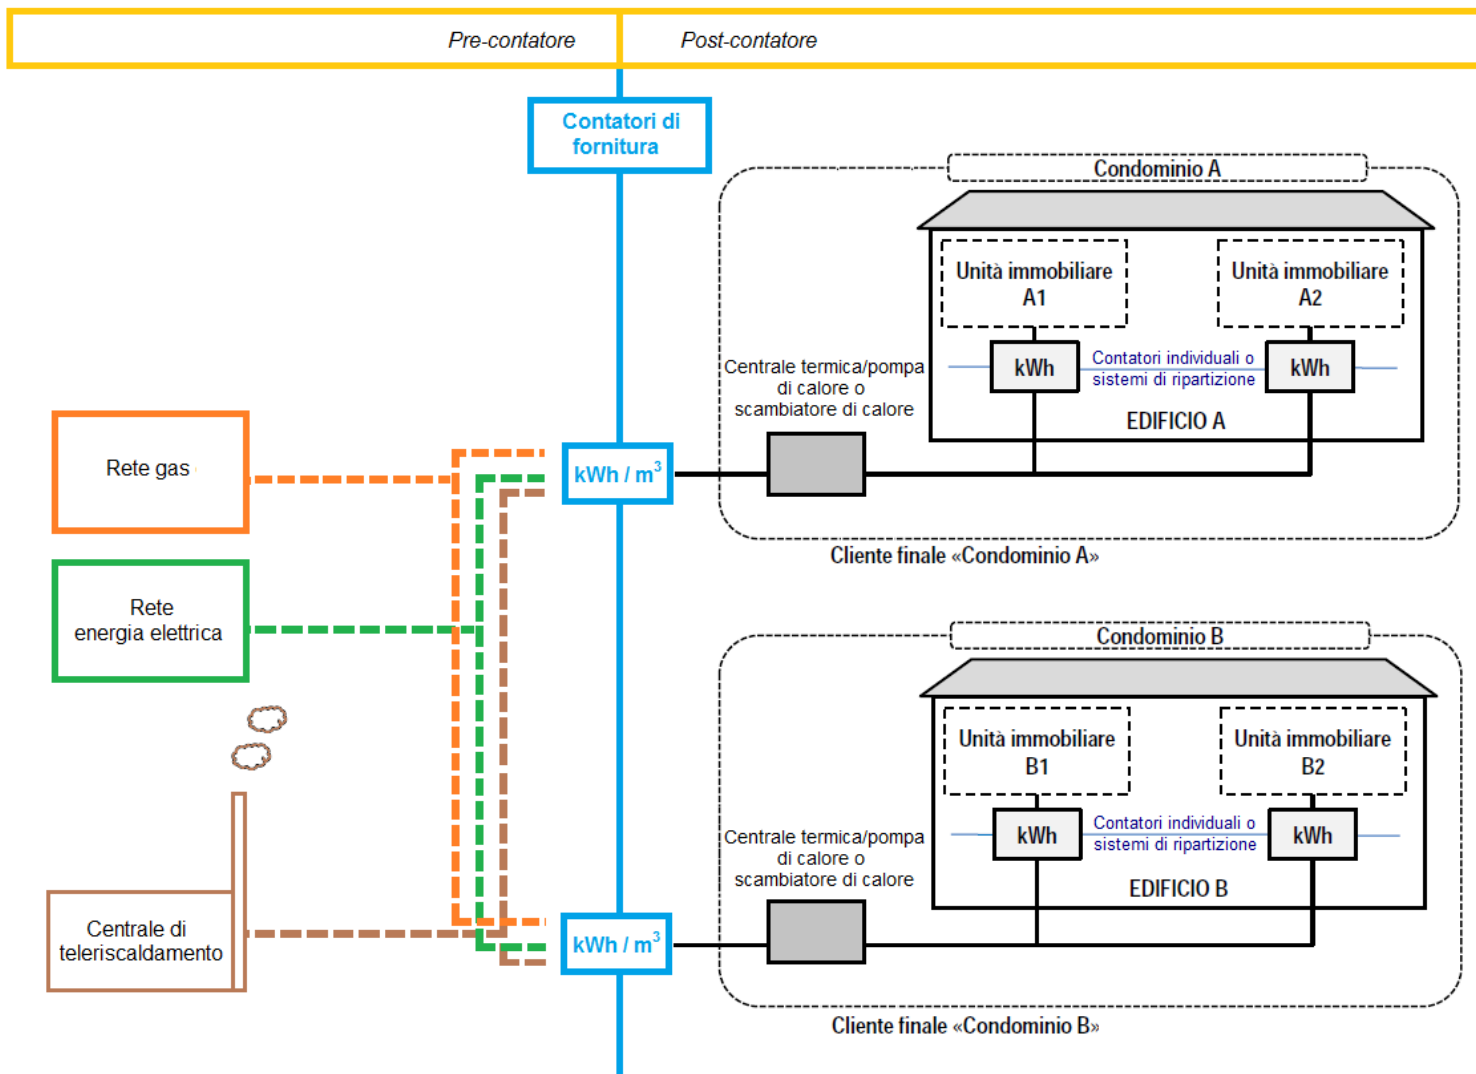 Pre-contatore
Post-contatore
Contatori di
fornitura
Condominio A
Unità immobiliare
A1
Unità immobiliare
A2
kWh
Contatori individuali o
sistemi di ripartizione
kWh
EDIFICIO A
Centrale termica/pompa
di calore o
scambiatore di calore
kWh / m³
Cliente finale «Condominio A»
Rete gas
Rete
energia elettrica
Centrale di
teleriscaldamento
Condominio B
Unità immobiliare
B1
Unità immobiliare
B2
kWh
Contatori individuali o
sistemi di ripartizione
kWh
EDIFICIO B
Centrale termica/pompa
di calore o
scambiatore di calore
kWh / m³
Cliente finale «Condominio B»